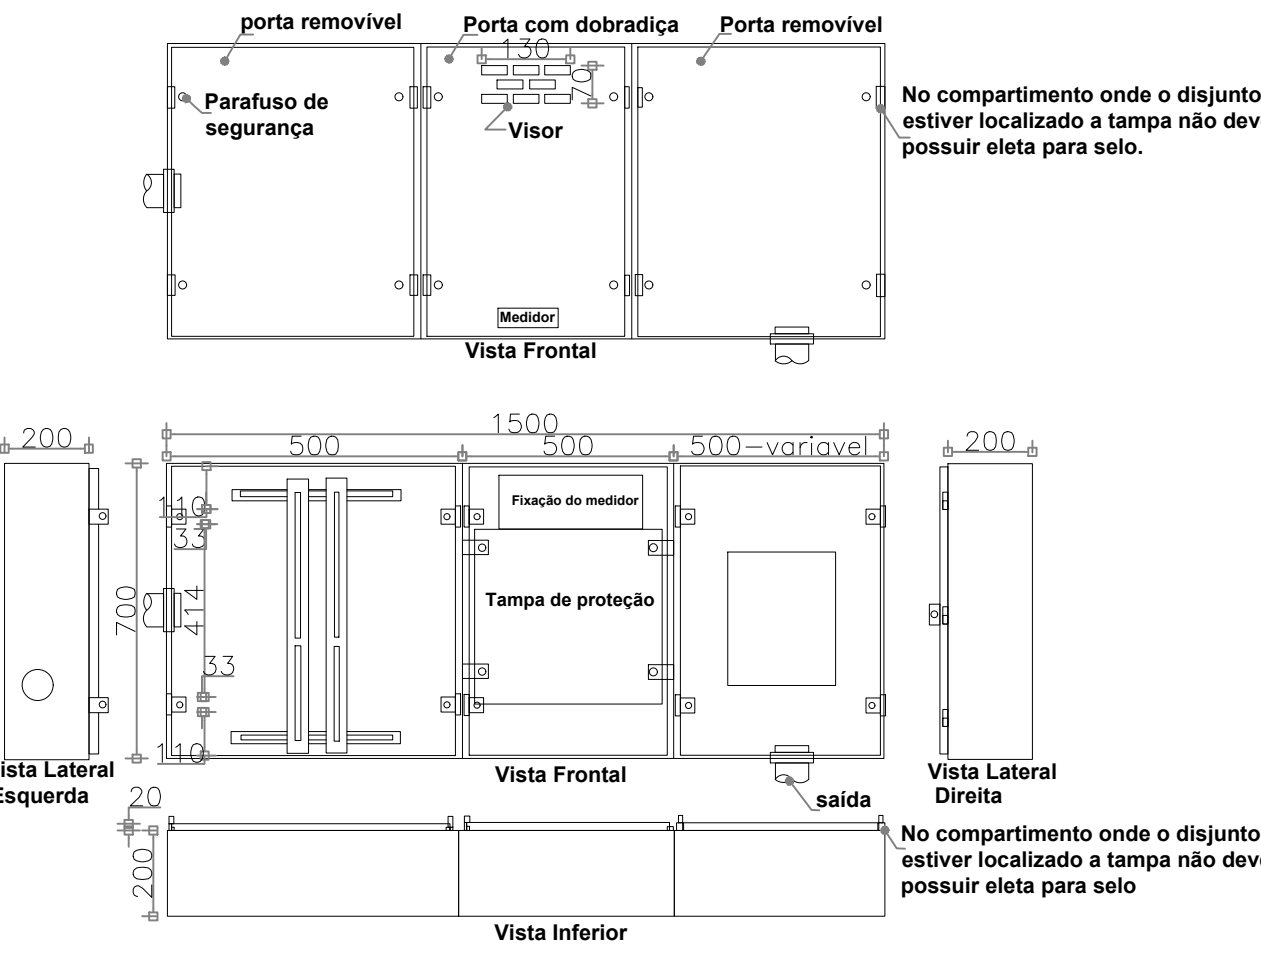 porta removível
Porta com dobradiça
Porta removível
130
70
Parafuso de
segurança
Visor
No compartimento onde o disjunto
estiver localizado a tampa não dev
possuir eleta para selo.
Medidor
Vista Frontal
1500
200
500
500
500-variavel
200
110
33
Fixação do medidor
700
414
Tampa de proteção
33
110
ista Lateral
Esquerda
Vista Frontal
saída
Vista Lateral
Direita
20
200
No compartimento onde o disjunto
estiver localizado a tampa não dev
possuir eleta para selo
Vista Inferior